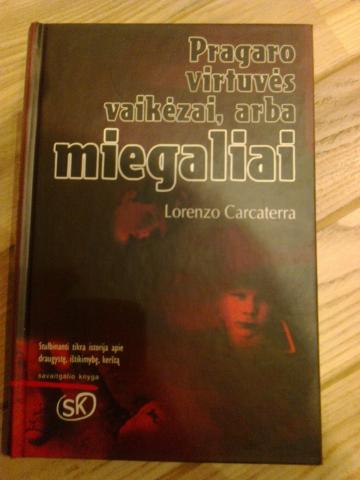 Pragaro
virtuvės
vaikėzai, arba
miegaliai
Lorenzo Carcaterra
Stulbinanti tikra istorija apie
draugystę, ištikimybę, kerštą
savaitgalio knyga
SK